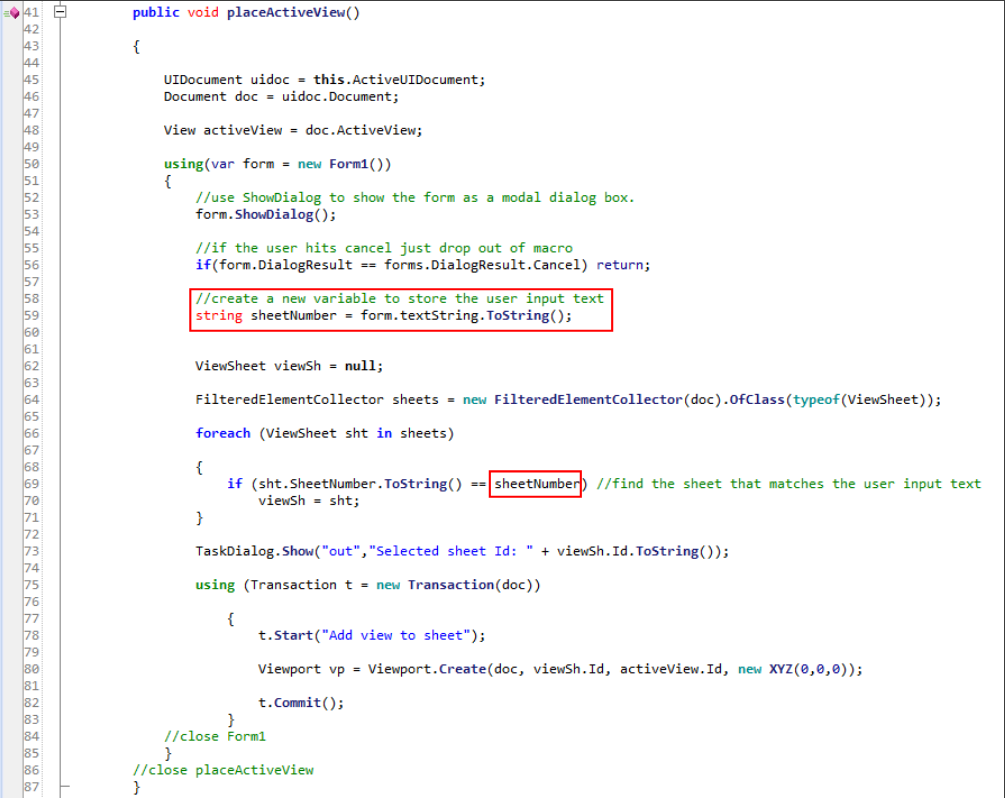 41 public void placeActiveView()
42
43 {
44
45 UIDocument uidoc = this.ActiveUIDocument;
46 Document doc = uidoc.Document;
47
48 View activeView = doc.ActiveView;
49
50 using(var form = new Form1())
51 {
52 //use ShowDialog to show the form as a modal dialog box.
53 form.ShowDialog();
54
55 //if the user hits cancel just drop out of macro
56 if(form.DialogResult == forms.DialogResult.Cancel) return;
57
58 //create a new variable to store the user input text
59 string sheetNumber = form.textString.ToString();
60
61
62 ViewSheet viewSh = null;
63
64 FilteredElementCollector sheets = new FilteredElementCollector(doc).OfClass(typeof(ViewSheet));
65
66 foreach (ViewSheet sht in sheets)
67
68 {
69 if (sht.SheetNumber.ToString() == sheetNumber) //find the sheet that matches the user input text
70 viewSh = sht;
71 }
72
73 TaskDialog.Show("out","Selected sheet Id: " + viewSh.Id.ToString());
74
75 using (Transaction t = new Transaction(doc))
76
77 {
78 t.Start("Add view to sheet");
79
80 Viewport vp = Viewport.Create(doc, viewSh.Id, activeView.Id, new XYZ(0,0,0));
81
82 t.Commit();
83 }
84 //close Form1
85 }
86 //close placeActiveView
87 }